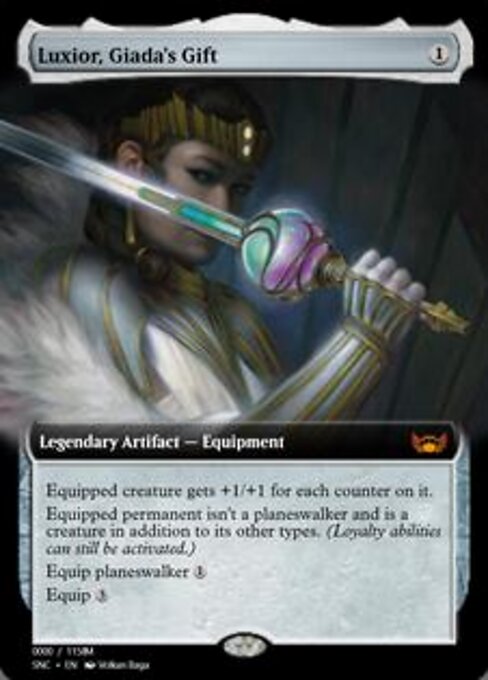 Luxior, Giada's Gift
1
Legendary Artifact — Equipment
Equipped creature gets +1/+1 for each counter on it.
Equipped permanent isn't a planeswalker and is a
creature in addition to its other types. (Loyalty abilities
can still be activated.)
Equip planeswalker 1
Equip 3
SNC • EN Volkan Baga